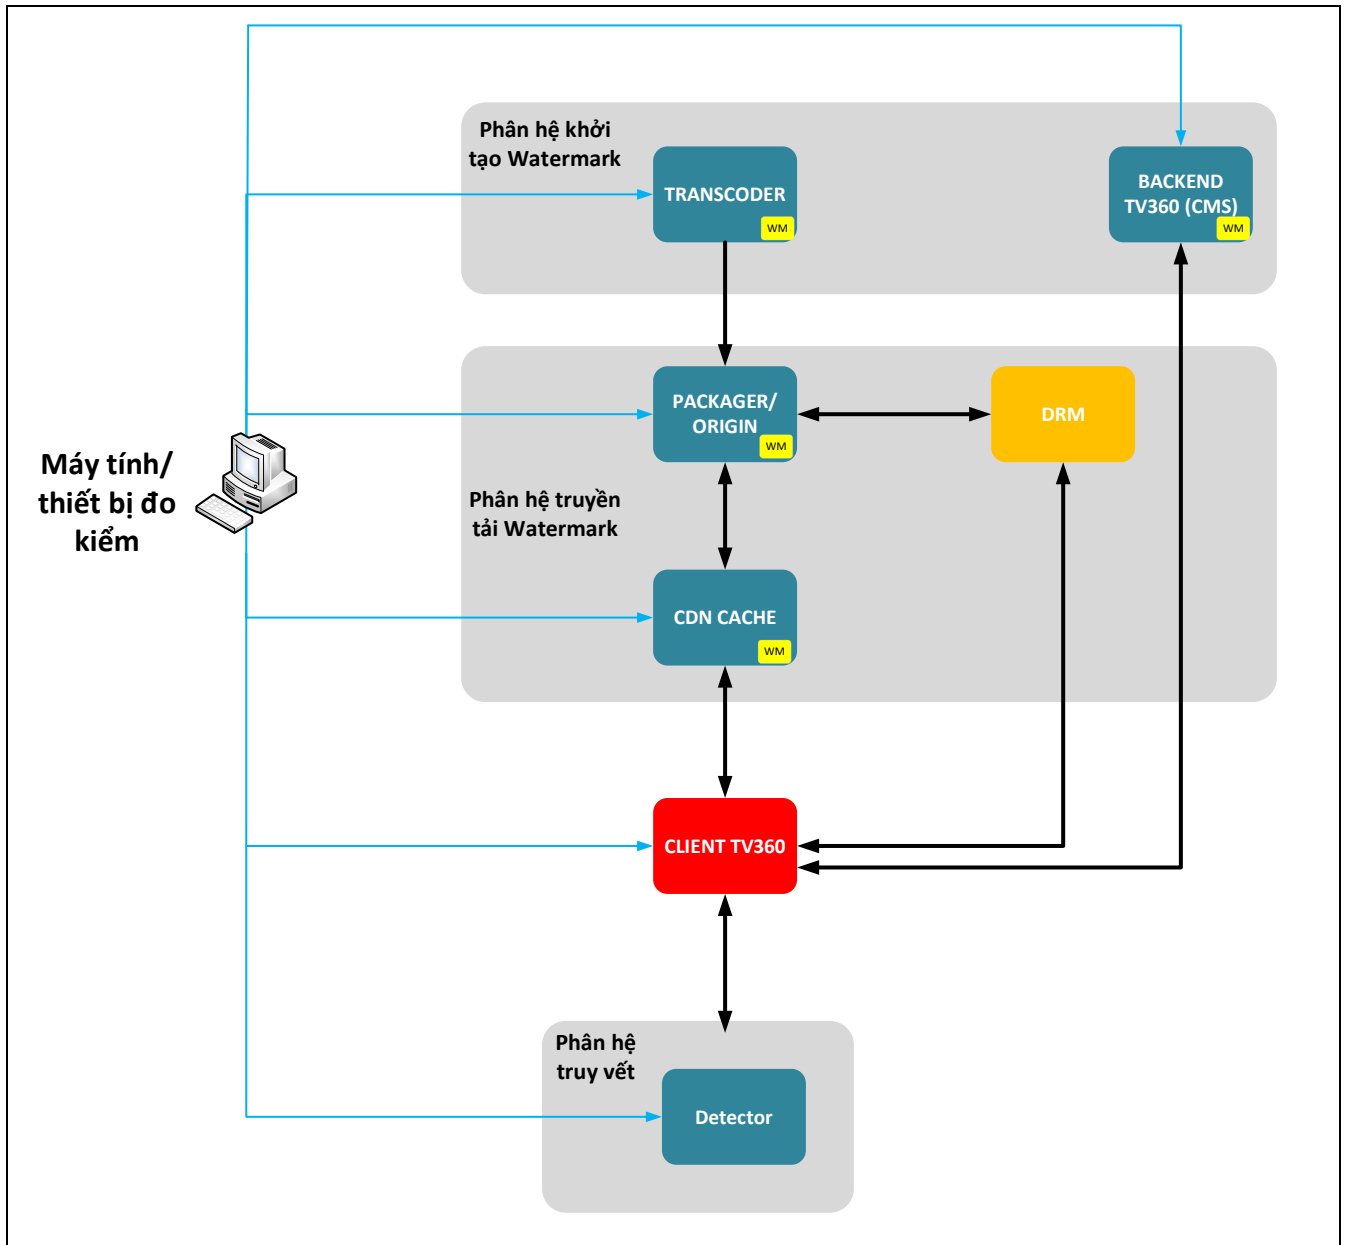 Phân hệ khởi
tạo Watermark
TRANSCODER
WM
BACKEND
TV360 (CMS)
WM
PACKAGER/
ORIGIN
WM
DRM
Máy tính/
thiết bị đo
kiểm
Phân hệ truyền
tải Watermark
CDN CACHE
WM
CLIENT TV360
Phân hệ
truy vết
Detector